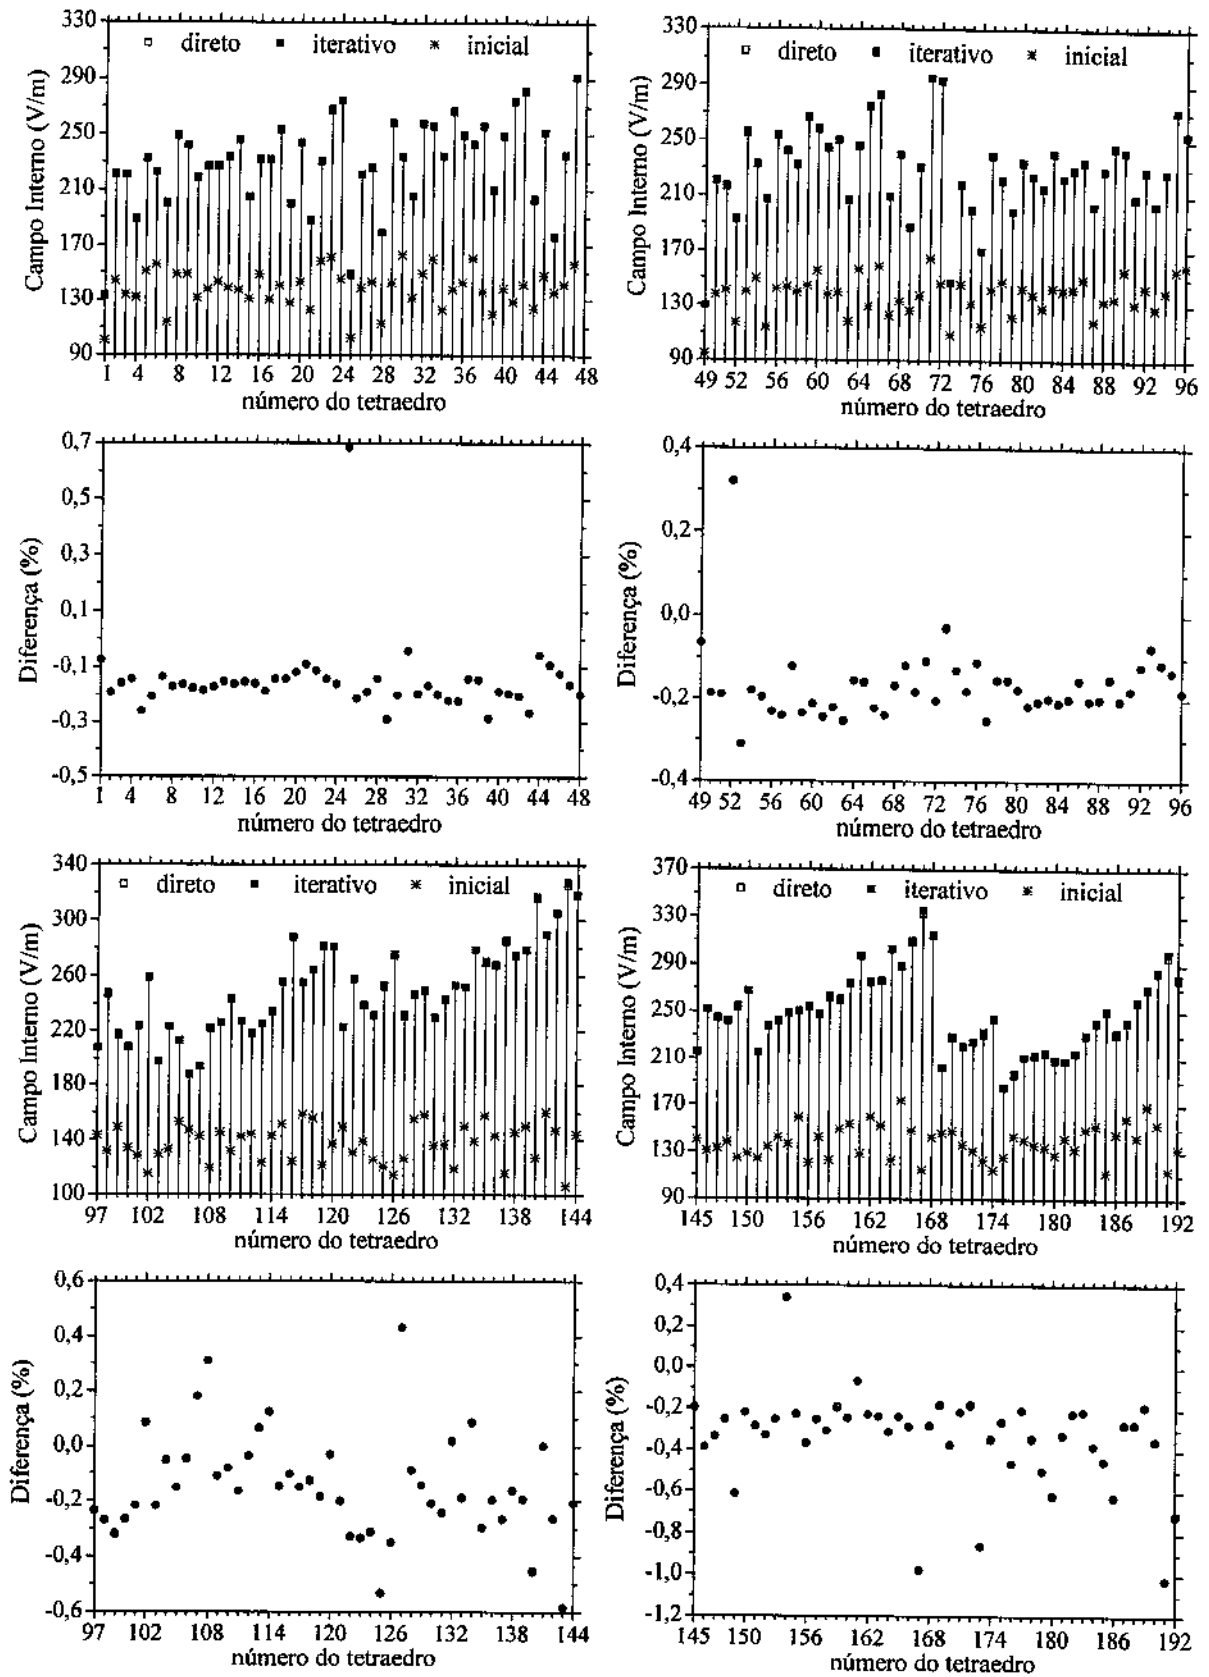 330
290
250
210
170
130
90
Campo Interno (V/m)
direto iterativo inicial
1 4 8 12 16 20 24 28 32 36 40 44 48
número do tetraedro
330
290
250
210
170
130
90
Campo Interno (V/m)
direto iterativo inicial
49 52 56 60 64 68 72 76 80 84 88 92 96
número do tetraedro
0,7
0,5
0,3
0,1
-0,1
-0,3
-0,5
Diferença (%)
1 4 8 12 16 20 24 28 32 36 40 44 48
número do tetraedro
0,4
0,2
0,0
-0,2
-0,4
Diferença (%)
49 52 56 60 64 68 72 76 80 84 88 92 96
número do tetraedro
340
300
260
220
180
140
100
Campo Interno (V/m)
direto iterativo inicial
97 102 108 114 120 126 132 138 144
número do tetraedro
370
330
290
250
210
170
130
90
Campo Interno (V/m)
direto iterativo inicial
145 150 156 162 168 174 180 186 192
número do tetraedro
0,6
0,4
0,2
0,0
-0,2
-0,4
-0,6
Diferença (%)
97 102 108 114 120 126 132 138 144
número do tetraedro
0,4
0,2
0,0
-0,2
-0,4
-0,6
-0,8
-1,0
-1,2
Diferença (%)
145 150 156 162 168 174 180 186 192
número do tetraedro